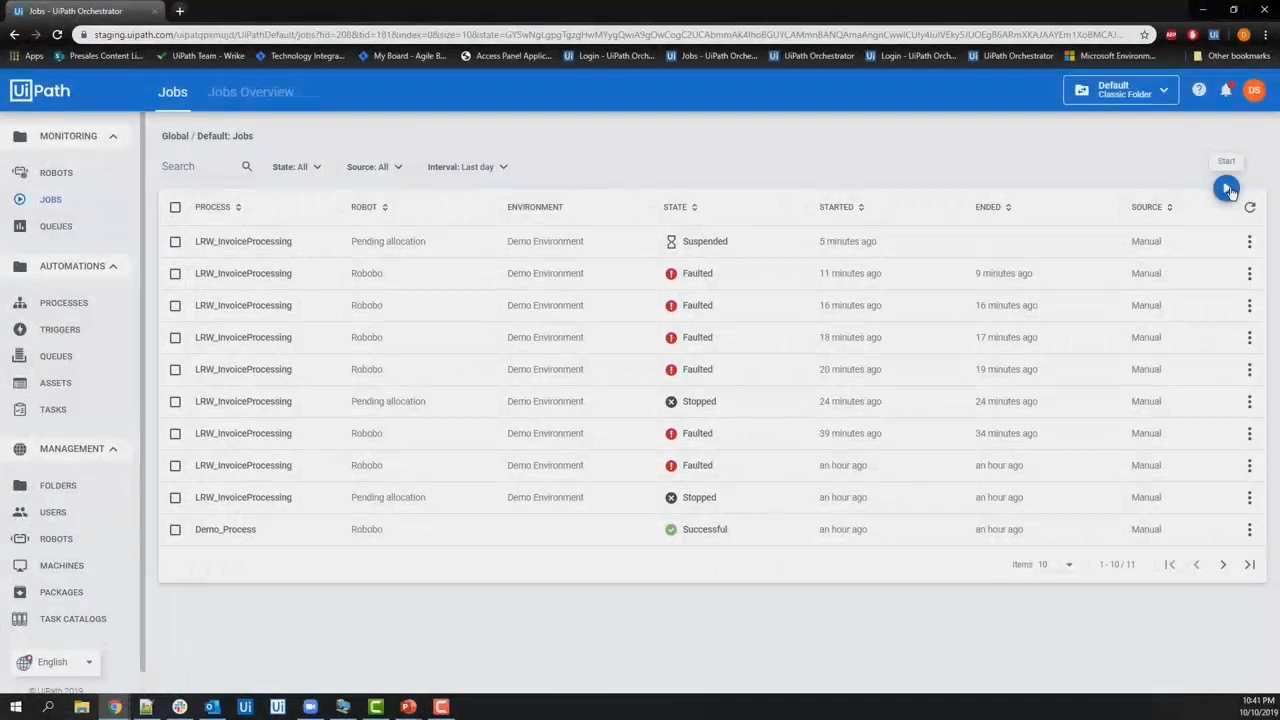 Jobs - UiPath Orchestrator
Apps
Presales Content Libr...
UiPath Team - Wrike
Technology Integra...
My Board - Agile B...
Access Panel Applic...
Login - UiPath Orch...
Jobs - UiPath Orche...
UiPath Orchestrator
Login - UiPath Orch...
UiPath Orchestrator
Microsoft Environm...
Other bookmarks
UiPath
Jobs
Jobs Overview
Default
Classic Folder
DS
MONITORING
ROBOTS
JOBS
QUEUES
AUTOMATIONS
PROCESSES
TRIGGERS
QUEUES
ASSETS
TASKS
MANAGEMENT
FOLDERS
USERS
ROBOTS
MACHINES
PACKAGES
TASK CATALOGS
English
© UiPath 2019
Global / Default: Jobs
Search
State: All
Source: All
Interval: Last day
Start
PROCESS ROBOT ENVIRONMENT STATE STARTED ENDED SOURCE
LRW_InvoiceProcessing Pending allocation Demo Environment Suspended 5 minutes ago Manual
LRW_InvoiceProcessing Robobo Demo Environment Faulted 11 minutes ago 9 minutes ago Manual
LRW_InvoiceProcessing Robobo Demo Environment Faulted 16 minutes ago 16 minutes ago Manual
LRW_InvoiceProcessing Robobo Demo Environment Faulted 18 minutes ago 17 minutes ago Manual
LRW_InvoiceProcessing Robobo Demo Environment Faulted 20 minutes ago 19 minutes ago Manual
LRW_InvoiceProcessing Pending allocation Demo Environment Stopped 24 minutes ago 24 minutes ago Manual
LRW_InvoiceProcessing Robobo Demo Environment Faulted 39 minutes ago 34 minutes ago Manual
LRW_InvoiceProcessing Robobo Demo Environment Faulted an hour ago an hour ago Manual
LRW_InvoiceProcessing Pending allocation Demo Environment Stopped an hour ago an hour ago Manual
Demo_Process Robobo Demo Environment Successful an hour ago an hour ago Manual
Items 10 1 - 10 / 11
10:41 PM
10/10/2019